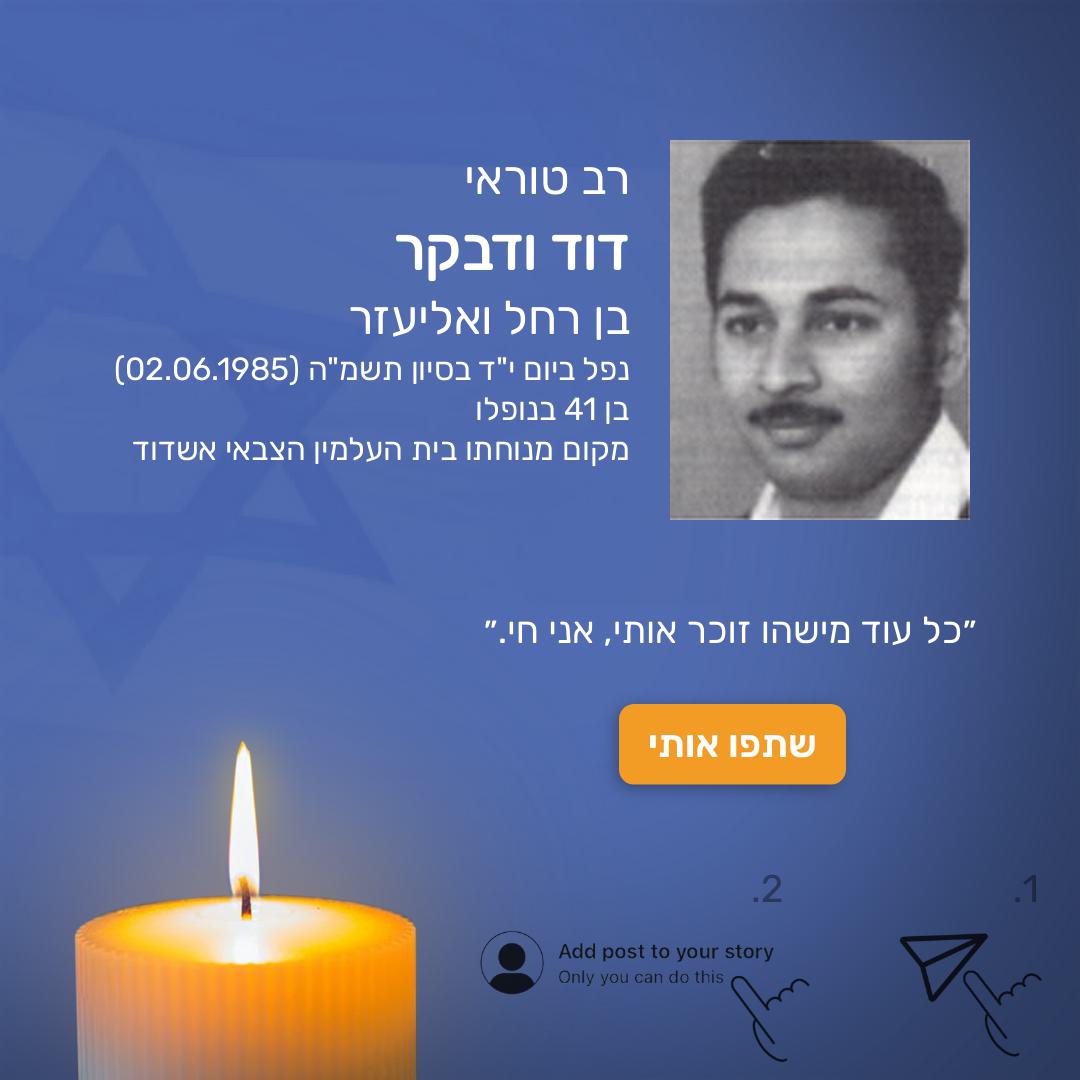 רב טוראי
דוד ודבקר
בן רחל ואליעזר
נפל ביום י"ד בסיון תשמ"ה (02.06.1985)
בן 41 בנופלו
מקום מנוחתו בית העלמין הצבאי אשדוד
״כל עוד מישהו זוכר אותי, אני חי.״
שתפו אותי
.1
.2
Add post to your story
Only you can do this